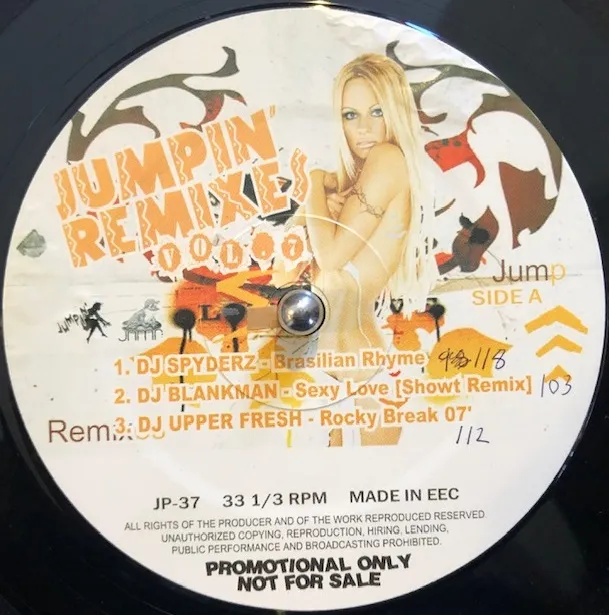 JUMPIN'
REMIXES
VOL.7
JUMPIN'
Jump
SIDE A
1. DJ SPYDERZ - Brasilian Rhyme 118
2. DJ BLANKMAN - Sexy Love [Showt Remix] 103
3. DJ UPPER FRESH - Rocky Break 07'
Remixes
112
JP-37 33 1/3 RPM MADE IN EEC
ALL RIGHTS OF THE PRODUCER AND OF THE WORK REPRODUCED RESERVED
UNAUTHORIZED COPYING, REPRODUCTION, HIRING, LENDING,
PUBLIC PERFORMANCE AND BROADCASTING PROHIBITED.
PROMOTIONAL ONLY
NOT FOR SALE